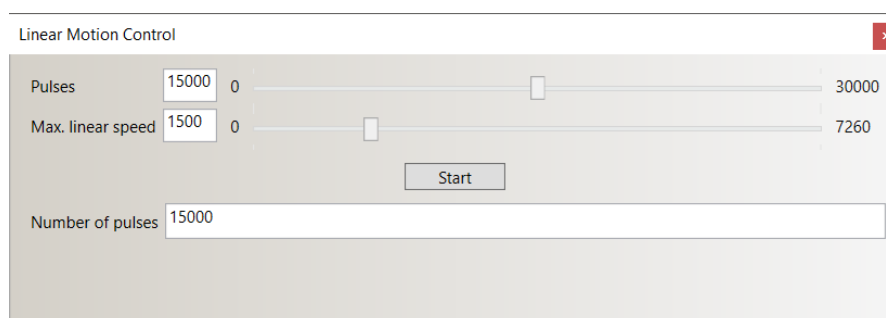 Linear Motion Control
Pulses 15000 0 30000
Max. linear speed 1500 0 7260
Start
Number of pulses 15000